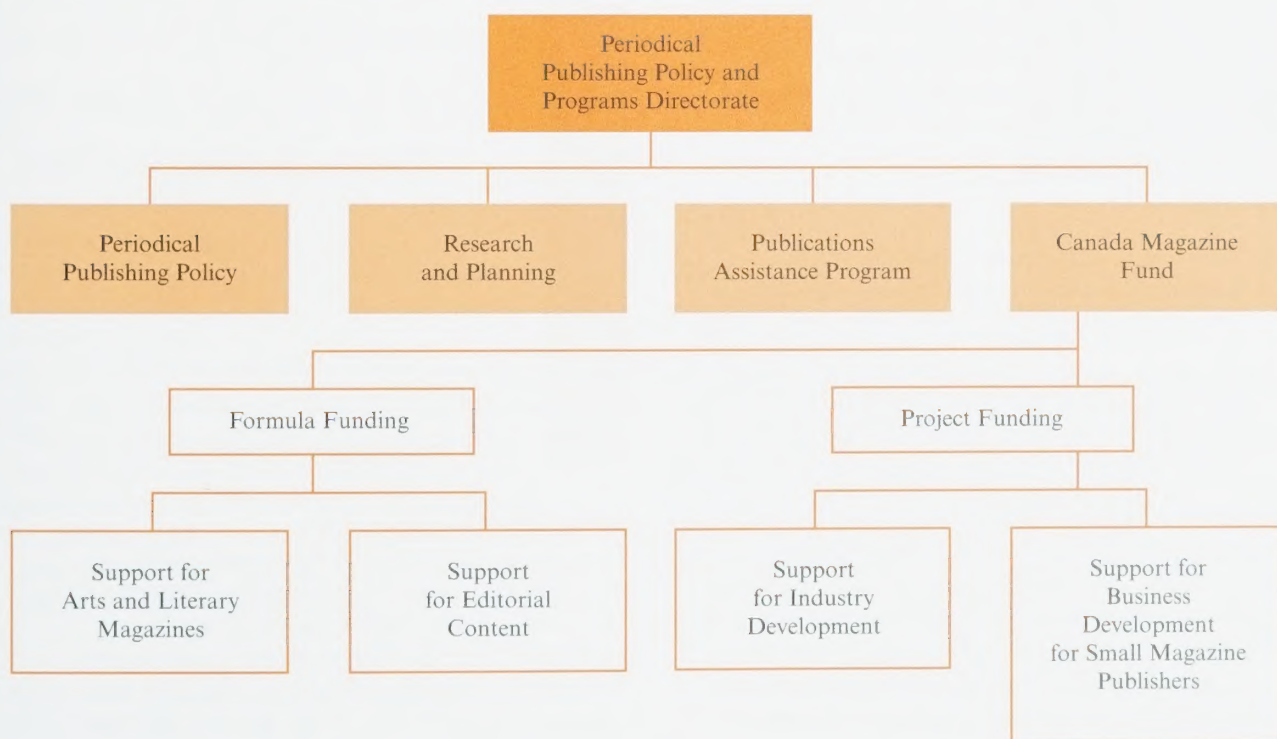 Periodical
Publishing Policy and
Programs Directorate
Periodical
Publishing Policy
Research
and Planning
Publications
Assistance Program
Canada Magazine
Fund
Formula Funding
Project Funding
Support for
Arts and Literary
Magazines
Support
for Editorial
Content
Support
for Industry
Development
Support for
Business
Development
for Small Magazine
Publishers